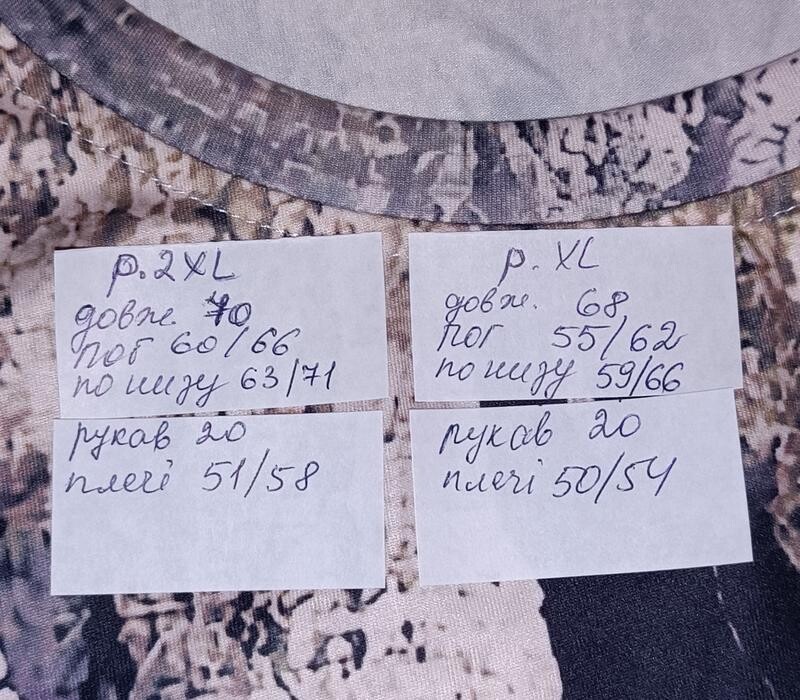 р. 2XL
довж. 70
ПОГ 60/66
по низу 63/71
рукав 20
плечі 51/58
р. XL
довж. 68
ПОГ 55/62
по низу 59/66
рукав 20
плечі 50/54